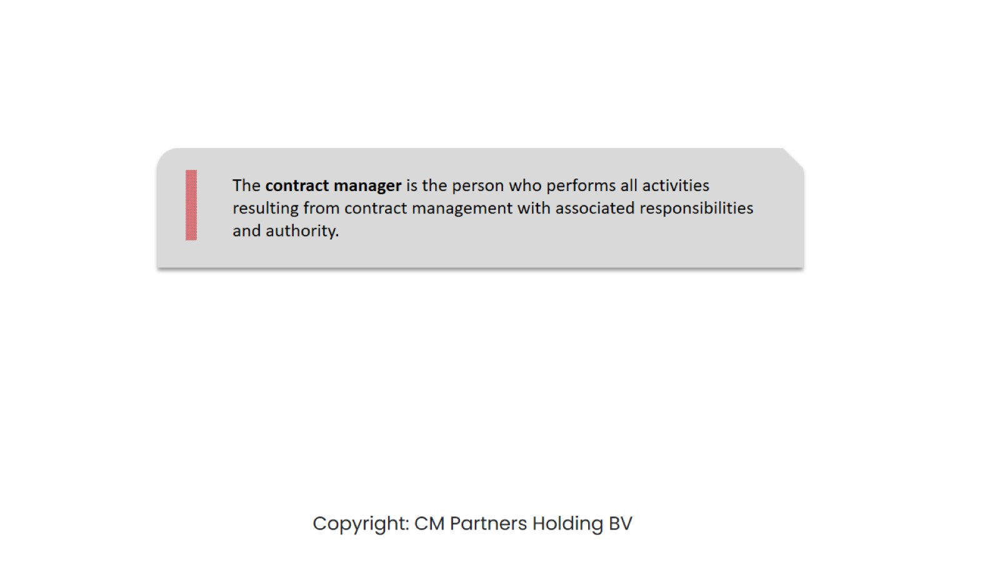 The contract manager is the person who performs all activities
resulting from contract management with associated responsibilities
and authority.
Copyright: CM Partners Holding BV